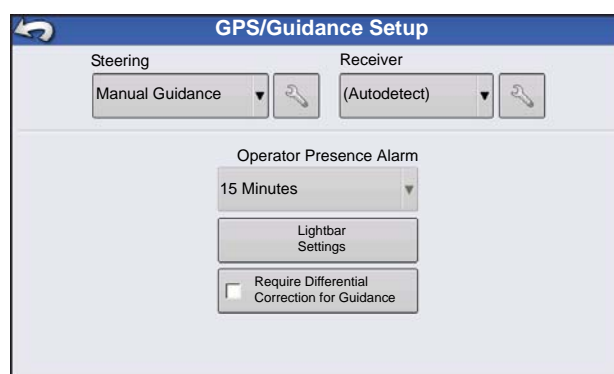 GPS/Guidance Setup
Steering
Receiver
Manual Guidance
(Autodetect)
Operator Presence Alarm
15 Minutes
Lightbar
Settings
Require Differential
Correction for Guidance